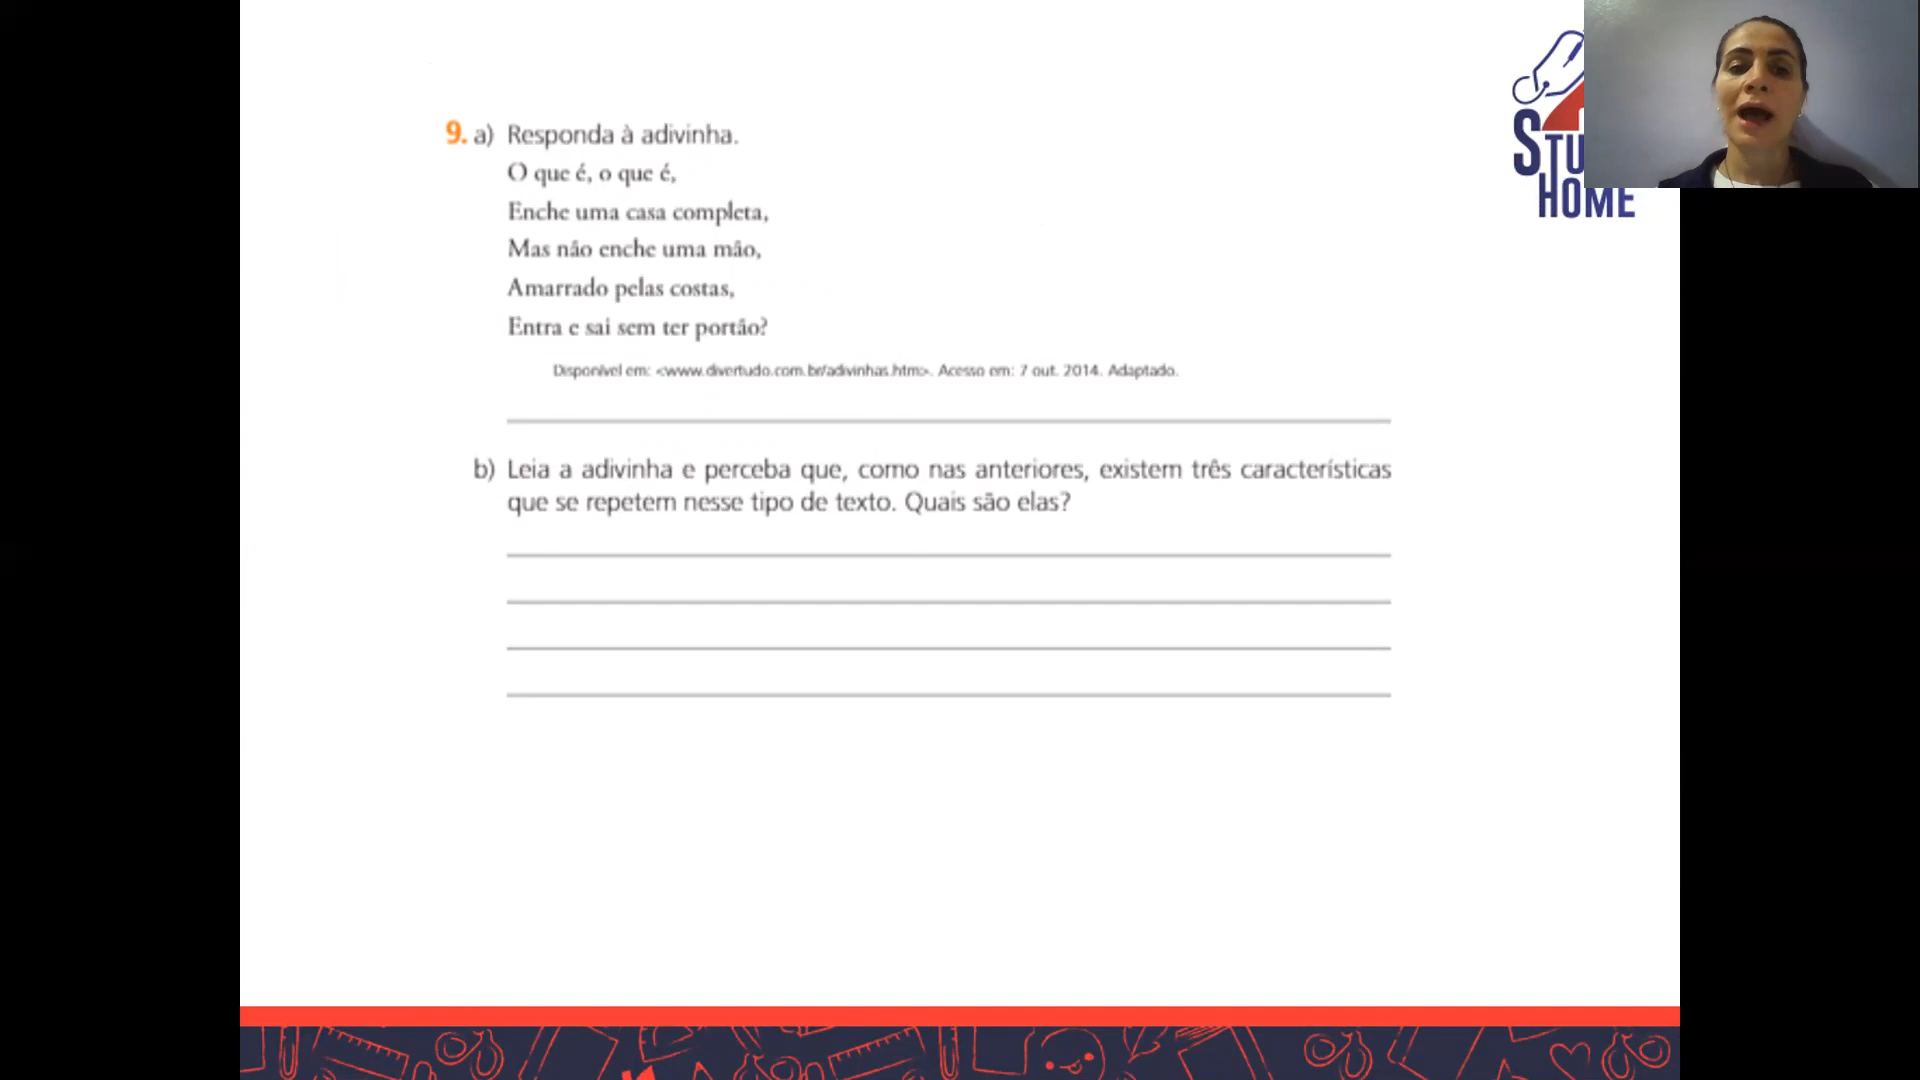 9. a) Responda à adivinha.
O que é, o que é,
Enche uma casa completa,
Mas não enche uma mão,
Amarrado pelas costas,
Entra e sai sem ter portão?
Disponível em: <www.divertudo.com.br/adivinhas.htm>. Acesso em: 7 out. 2014. Adaptado.
b) Leia a adivinha e perceba que, como nas anteriores, existem três características
que se repetem nesse tipo de texto. Quais são elas?
STU
HOME